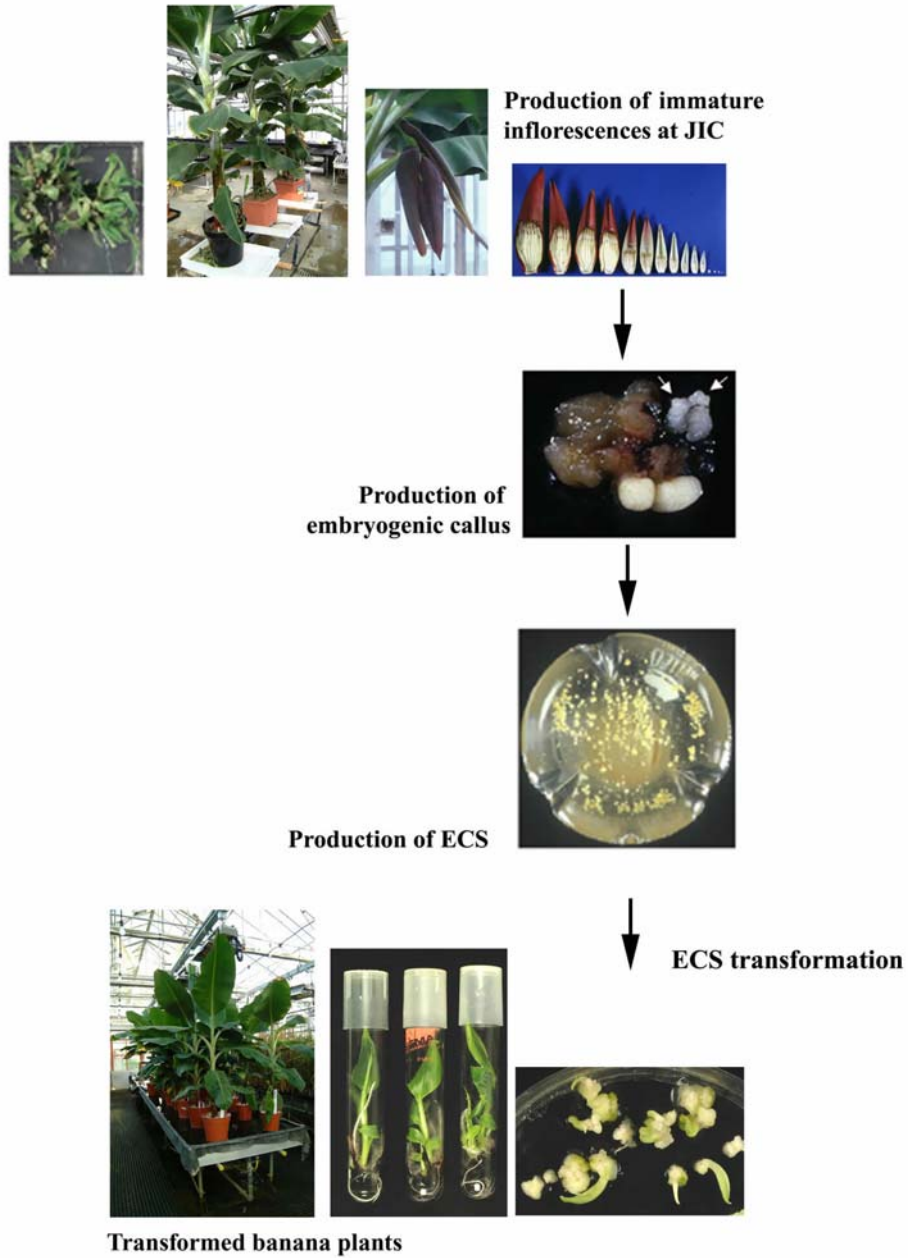 Production of immature
inflorescences at JIC
Production of
embryogenic callus
Production of ECS
ECS transformation
Transformed banana plants